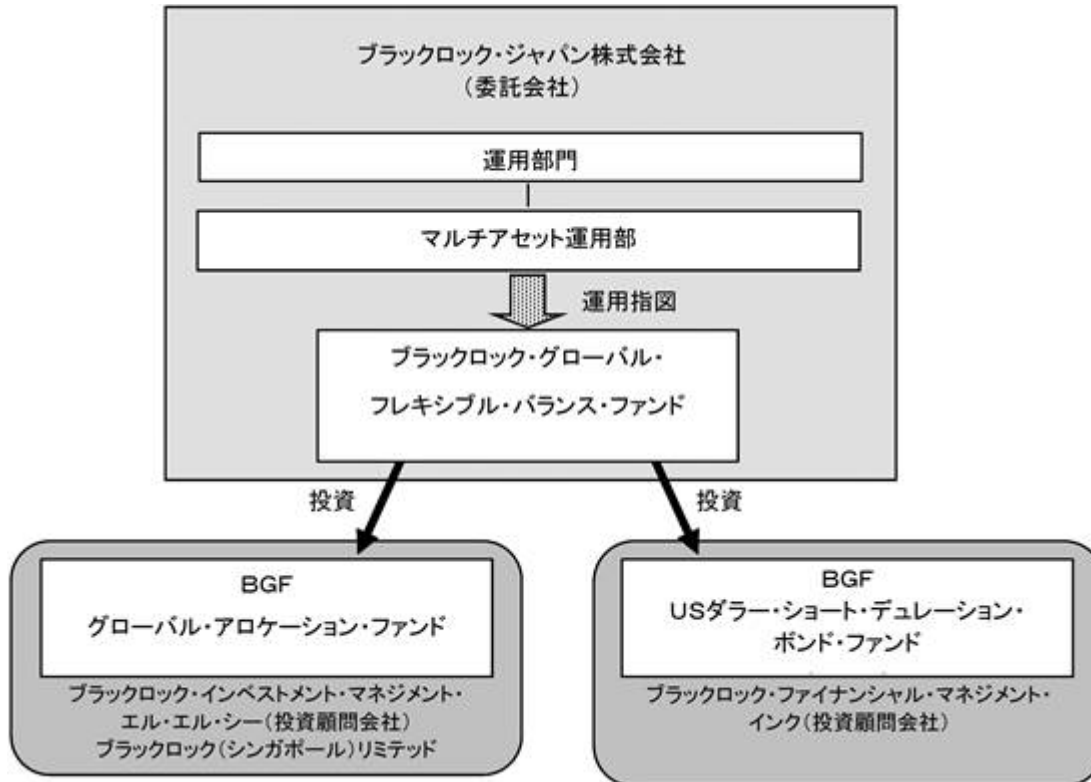 ブラックロック・ジャパン株式会社
（委託会社）
運用部門
マルチアセット運用部
運用指図
ブラックロック・グローバル・
フレキシブル・バランス・ファンド
投資
投資
ＢＧＦ
グローバル・アロケーション・ファンド
ブラックロック・インベストメント・マネジメント・
エル・エル・シー（投資顧問会社）
ブラックロック（シンガポール）リミテッド
ＢＧＦ
ＵＳダラー・ショート・デュレーション・
ボンド・ファンド
ブラックロック・ファイナンシャル・マネジメント・
インク（投資顧問会社）